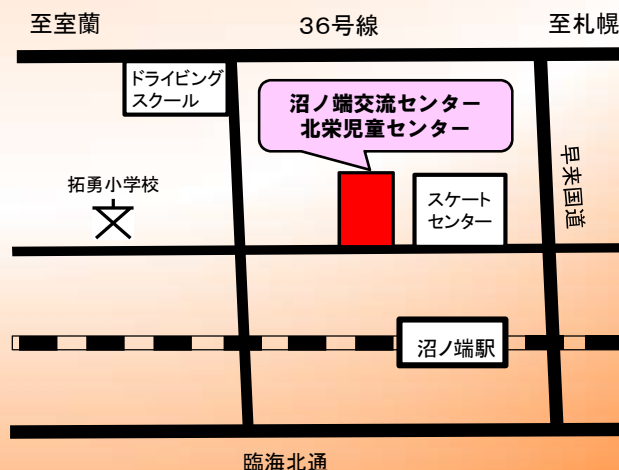 至室蘭
36号線
至札幌
ドライビング
スクール
沼ノ端交流センター
北栄児童センター
拓勇小学校
スケート
センター
早来国道
沼ノ端駅
臨海北通